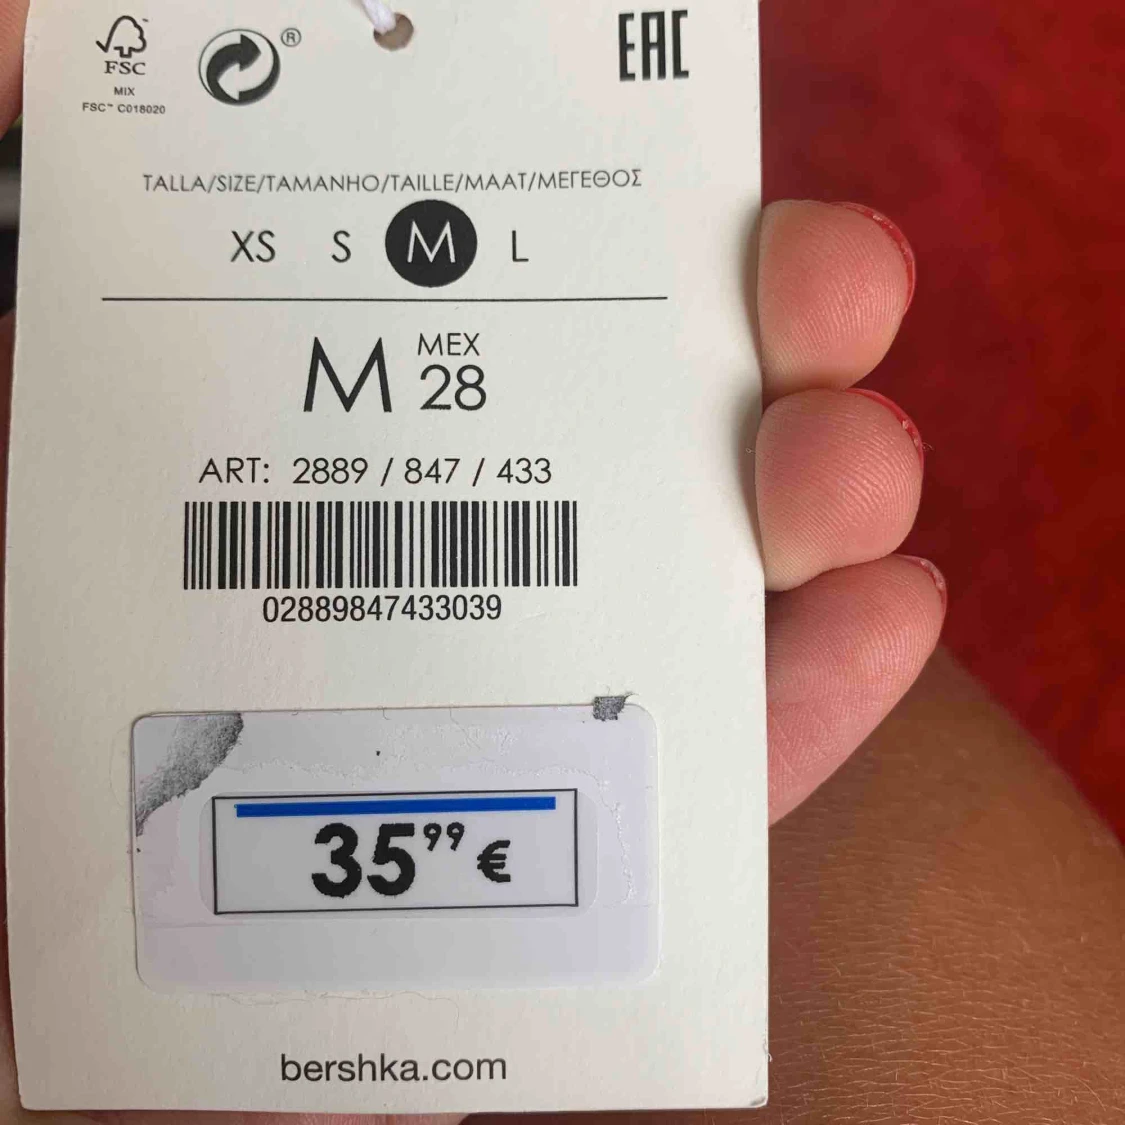 FSC™
MIX
FSC™ C018020
®
EAC
TALLA/SIZE/TAMANHO/TAILLE/MAAT/ΜΕΓΕΘΟΣ
XS S M L
M MEX 28
ART: 2889 / 847 / 433
02889847433039
35⁹⁹ €
bershka.com